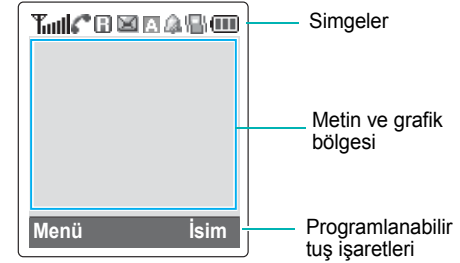 Simgeler
Metin ve grafik
bölgesi
Menü İsim
Programlanabilir
tuş işaretleri